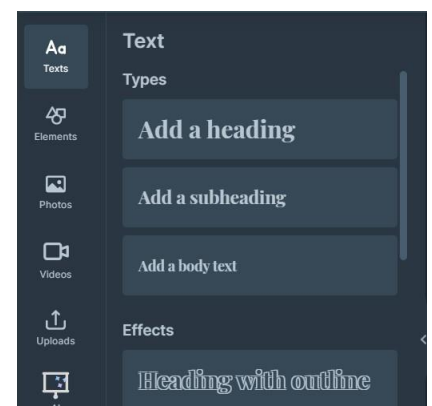 Aa
Texts
Elements
Photos
Videos
Uploads
Text
Types
Add a heading
Add a subheading
Add a body text
Effects
Heading with outline